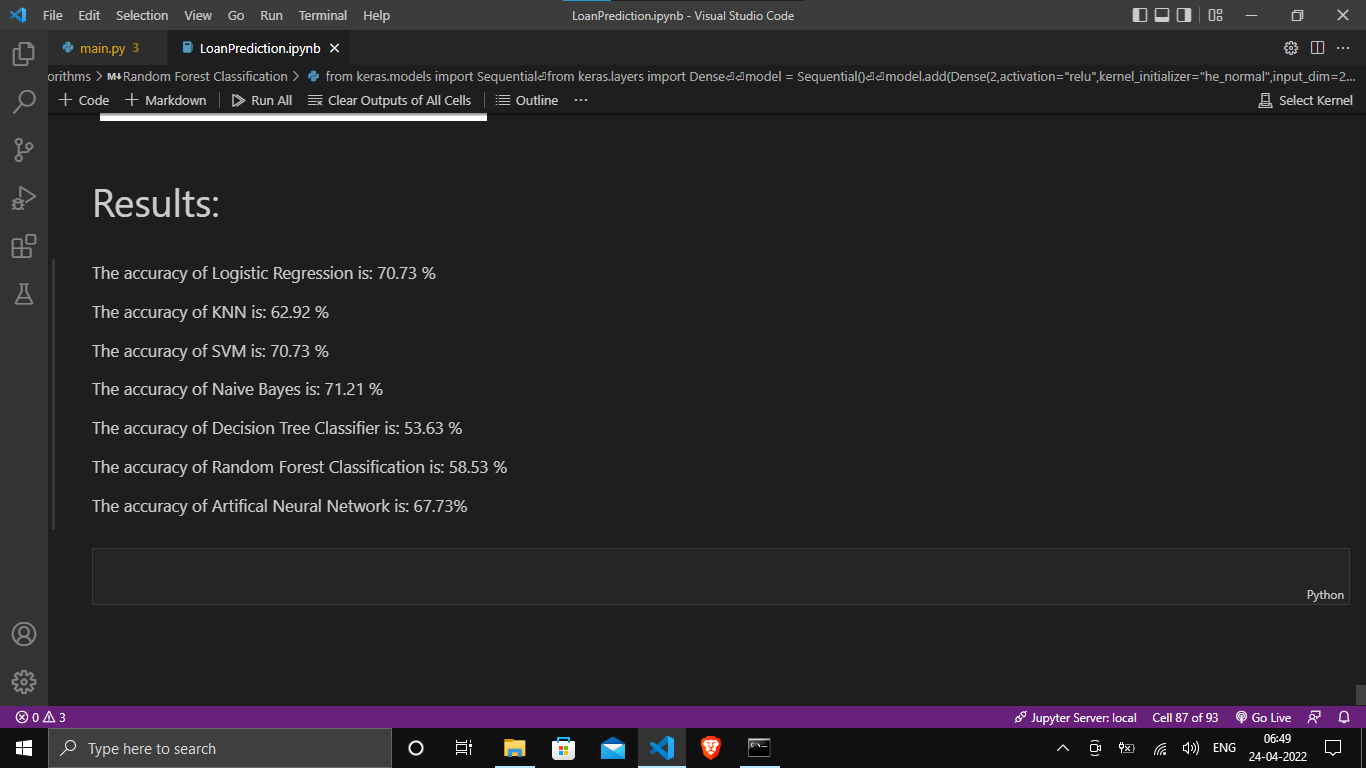 File Edit Selection View Go Run Terminal Help LoanPrediction.ipynb - Visual Studio Code
main.py 3 LoanPrediction.ipynb
orithms > M↓Random Forest Classification > from keras.models import Sequential⏎from keras.layers import Dense⏎⏎model = Sequential()⏎⏎model.add(Dense(2,activation="relu",kernel_initializer="he_normal",input_dim=2...
+ Code + Markdown Run All Clear Outputs of All Cells Outline ... Select Kernel
Results:
The accuracy of Logistic Regression is: 70.73 %
The accuracy of KNN is: 62.92 %
The accuracy of SVM is: 70.73 %
The accuracy of Naive Bayes is: 71.21 %
The accuracy of Decision Tree Classifier is: 53.63 %
The accuracy of Random Forest Classification is: 58.53 %
The accuracy of Artifical Neural Network is: 67.73%
Python
0 3 Jupyter Server: local Cell 87 of 93 Go Live
Type here to search ENG 06:49
24-04-2022